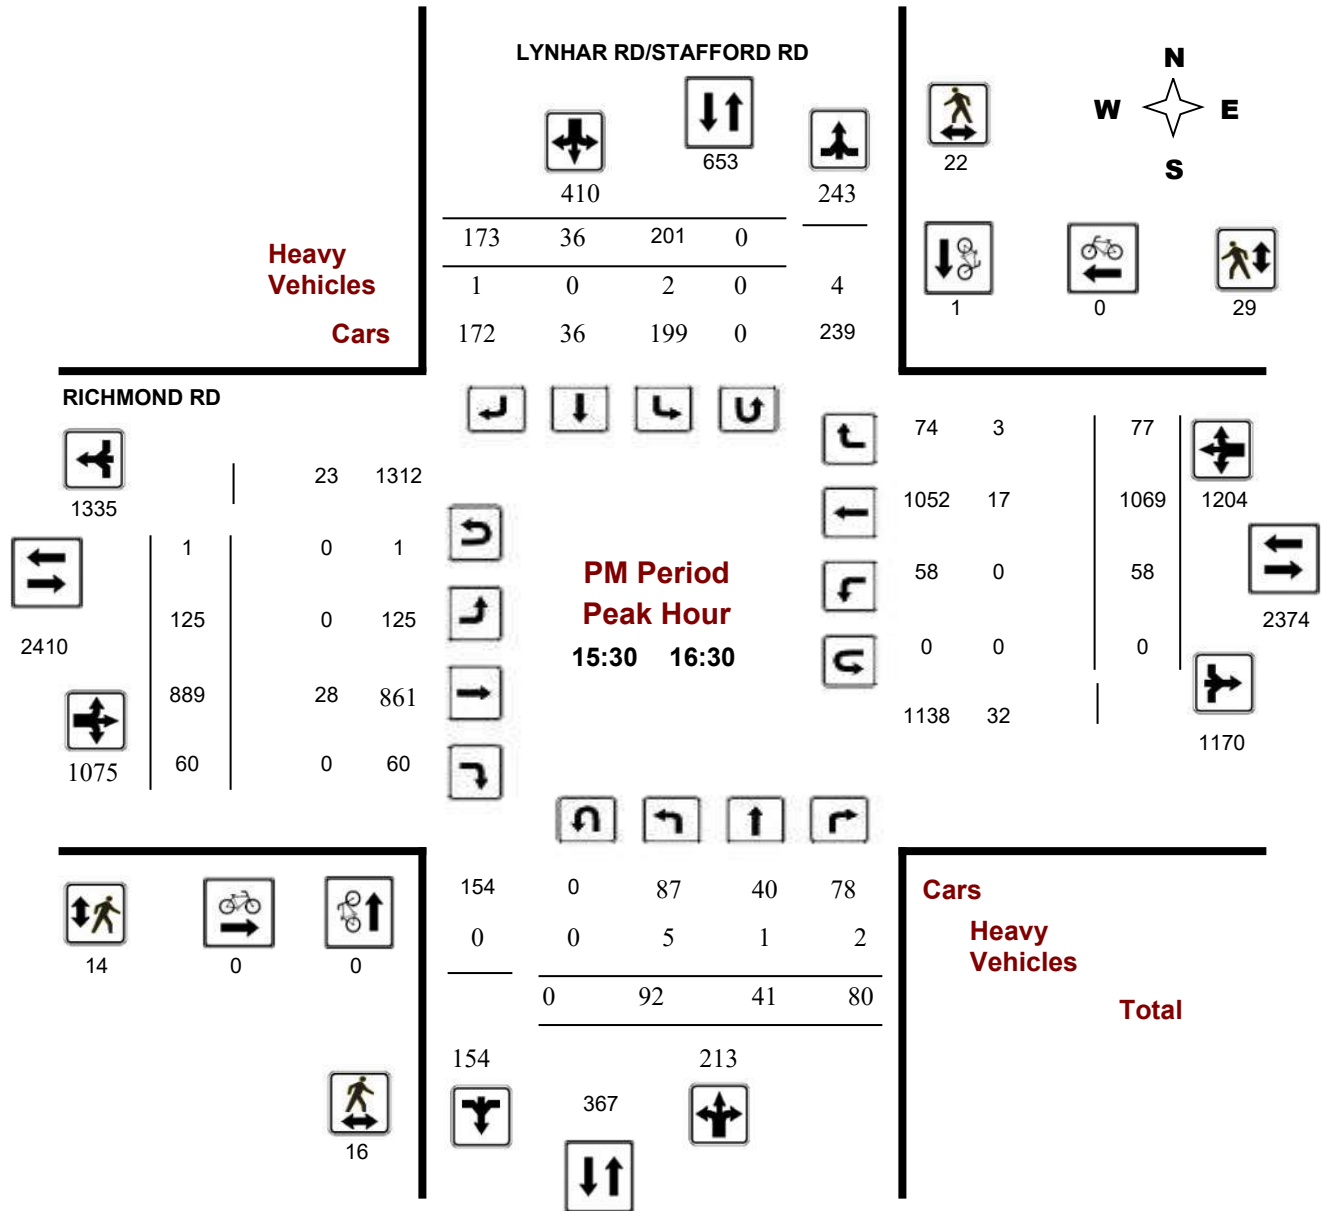 LYNHAR RD/STAFFORD RD
N
W E
S
653
22
410 243
173 36 201 0
Heavy
Vehicles
1 0 2 0 4
1 0 29
Cars
172 36 199 0 239
RICHMOND RD
74 3 77
23 1312
1335
1052 17 1069 1204
1 0 1
PM Period
58 0 58
Peak Hour
125 0 125
2374
2410
15:30 16:30
0 0 0
889 28 861
1138 32
1170
1075 60 0 60
154 0 87 40 78
Cars
0 0 5 1 2
Heavy
Vehicles
14 0 0
0 92 41 80
Total
154 213
367
16